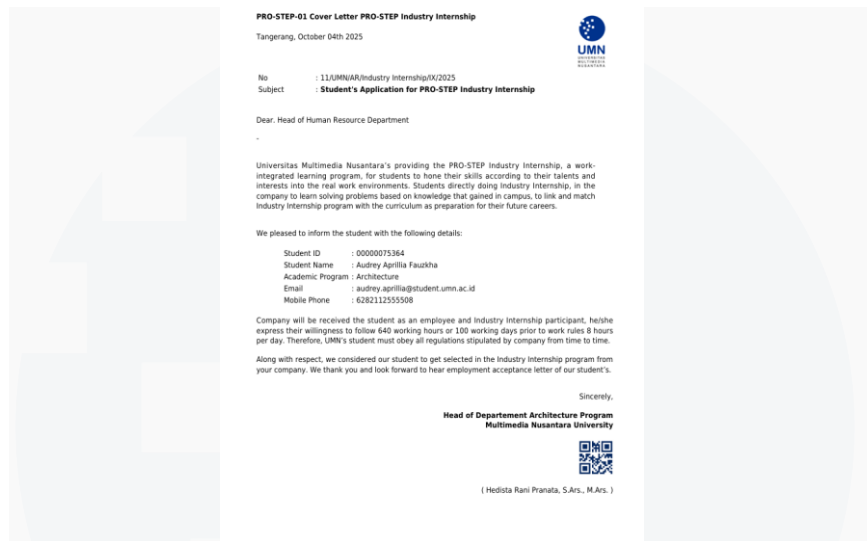 PRO-STEP-01 Cover Letter PRO-STEP Industry Internship
Tangerang, October 04th 2025
UMN
UNIVERSITAS
MULTIMEDIA
NUSANTARA
No : 11/UMN/AR/Industry Internship/IX/2025
Subject : Student's Application for PRO-STEP Industry Internship
Dear. Head of Human Resource Department
-
Universitas Multimedia Nusantara's providing the PRO-STEP Industry Internship, a work-
integrated learning program, for students to hone their skills according to their talents and
interests into the real work environments. Students directly doing Industry Internship, in the
company to learn solving problems based on knowledge that gained in campus, to link and match
Industry Internship program with the curriculum as preparation for their future careers.
We pleased to inform the student with the following details:
Student ID : 00000075364
Student Name : Audrey Aprillia Fauzkha
Academic Program : Architecture
Email : audrey.aprillia@student.umn.ac.id
Mobile Phone : 6282112555508
Company will be received the student as an employee and Industry Internship participant, he/she
express their willingness to follow 640 working hours or 100 working days prior to work rules 8 hours
per day. Therefore, UMN's student must obey all regulations stipulated by company from time to time.
Along with respect, we considered our student to get selected in the Industry Internship program from
your company. We thank you and look forward to hear employment acceptance letter of our student's.
Sincerely,
Head of Departement Architecture Program
Multimedia Nusantara University
( Hedista Rani Pranata, S.Ars., M.Ars. )